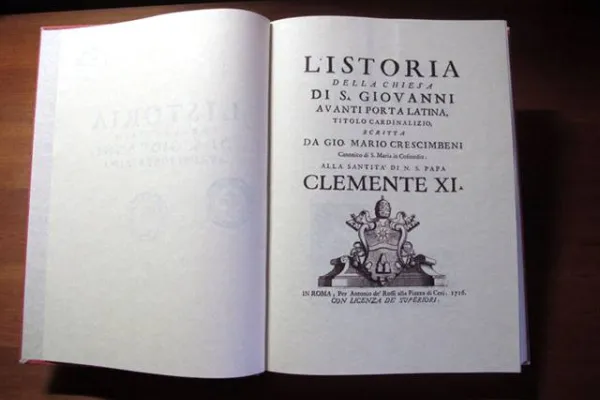 L'ISTORIA
DELLA CHIESA
DI S. GIOVANNI
AVANTI PORTA LATINA,
TITOLO CARDINALIZIO,
SCRITTA
DA GIO. MARIO CRESCIMBENI
Canonico di S. Maria in Cosmedin:
ALLA SANTITA' DI N. S. PAPA
CLEMENTE XI.
IN ROMA, Per Antonio de' Rossi alla Piazza di Ceri. 1716.
CON LICENZA DE' SUPERIORI.